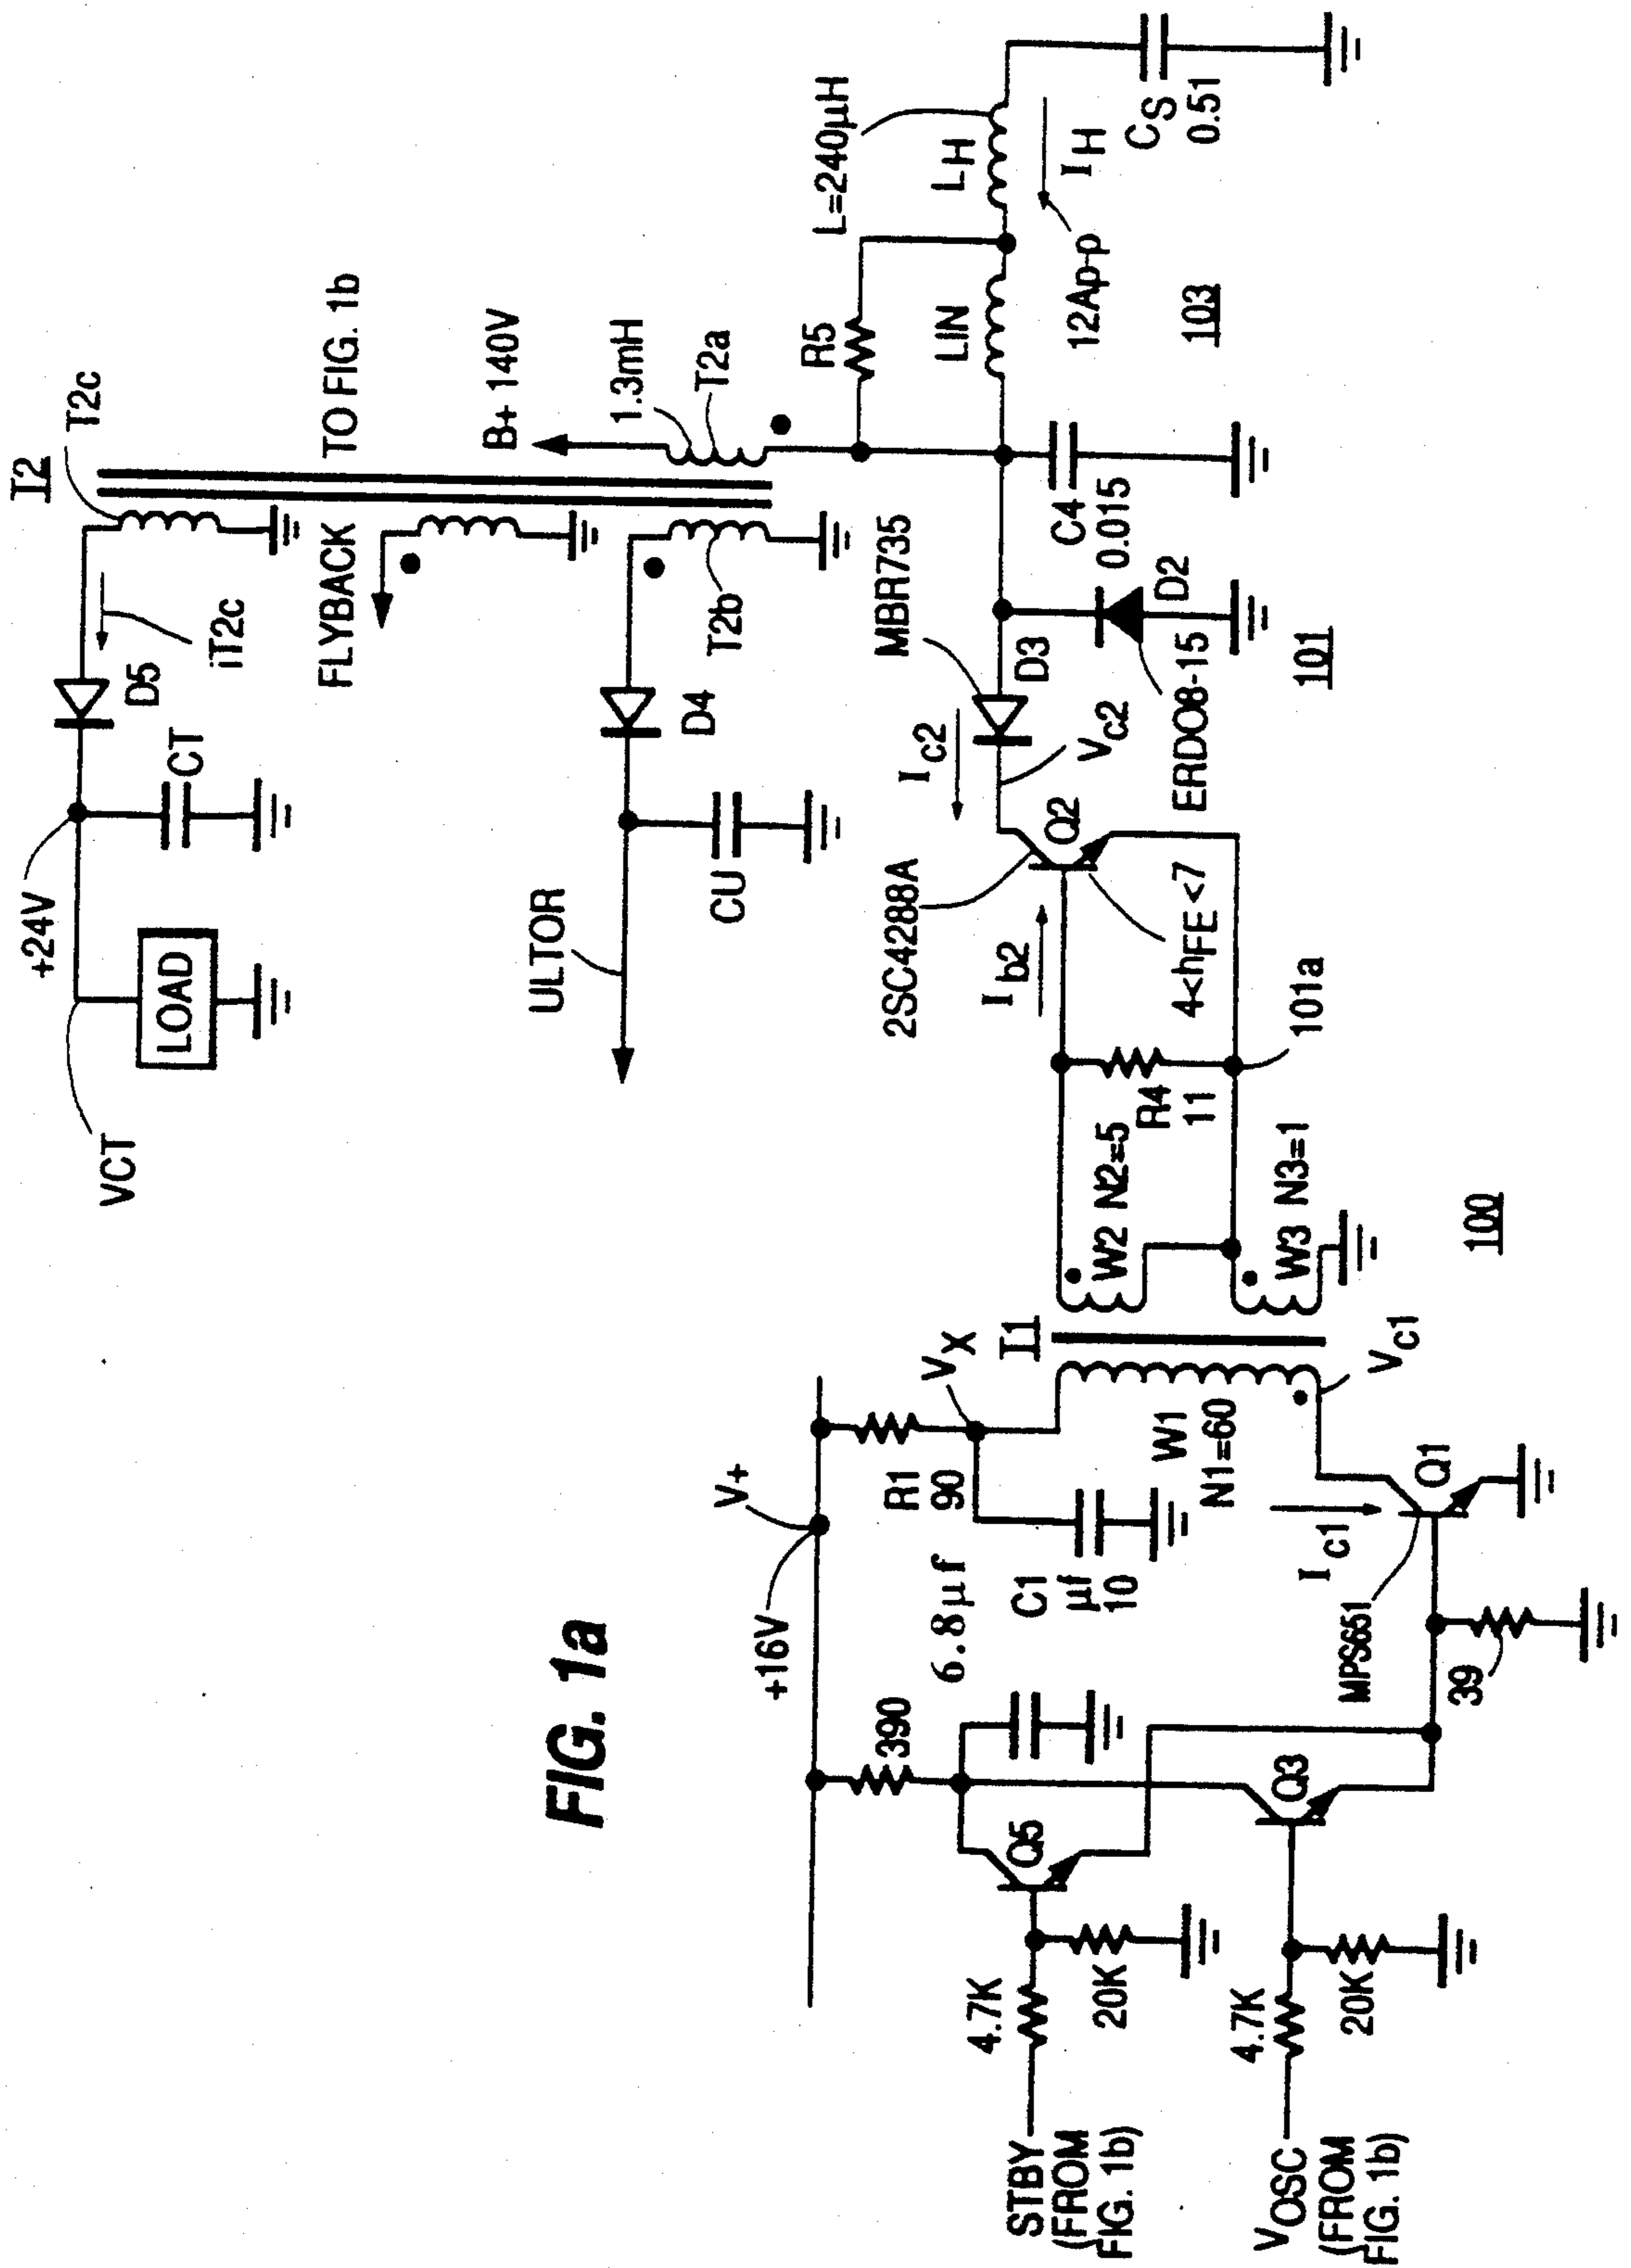 FIG. 1a
T2
T2c
TO FIG. 1b
B+ 140V
1.3mH
T2a
R5
L=240µH
LH
LIN
IH
12Ap-p
103
CS
0.51
+24V
VCT
LOAD
CT
D5
iT2c
FLYBACK
ULTOR
CU
D4
T2b
MBR735
C4
0.015
D2
D3
ERDO8-15
101
Ic2
Vc2
Q2
2SC4288A
Ib2
4<hFE<7
101a
R4
11
W2 N2=5
W3 N3=1
100
T1
VX
V+
+16V
R1
90
W1
N1=60
Vc1
C1
µf
10
6.8µf
Ic1
Q1
MPS651
39
390
Q5
Q3
4.7K
20K
4.7K
20K
STBY
(FROM
FIG. 1b)
VOSC
(FROM
FIG. 1b)